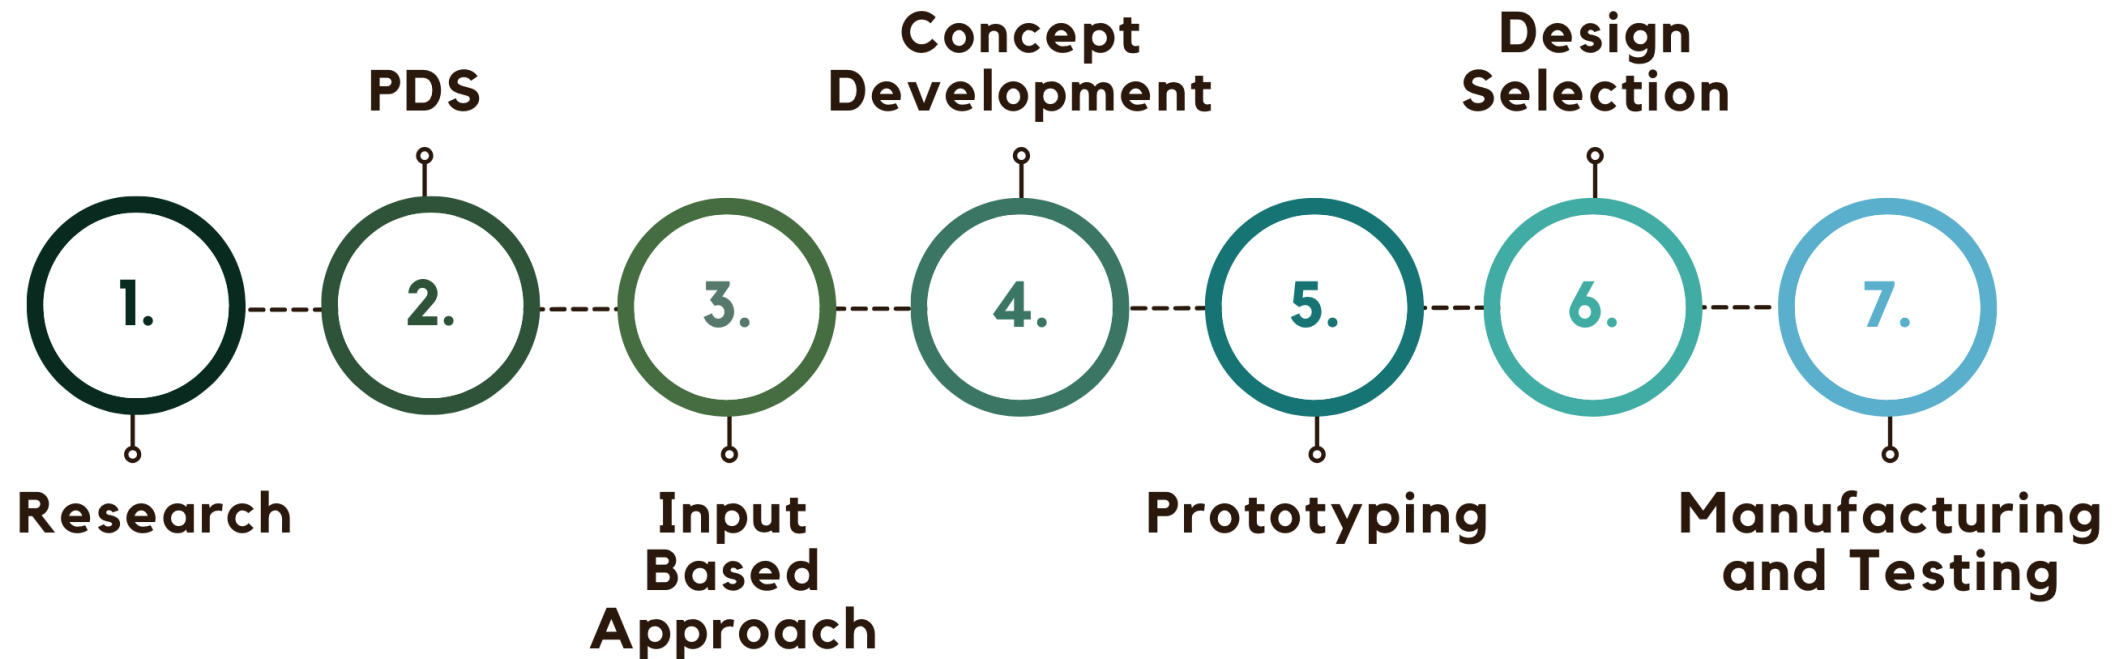 1.
Research
2.
PDS
3.
Input
Based
Approach
4.
Concept
Development
5.
Prototyping
6.
Design
Selection
7.
Manufacturing
and Testing